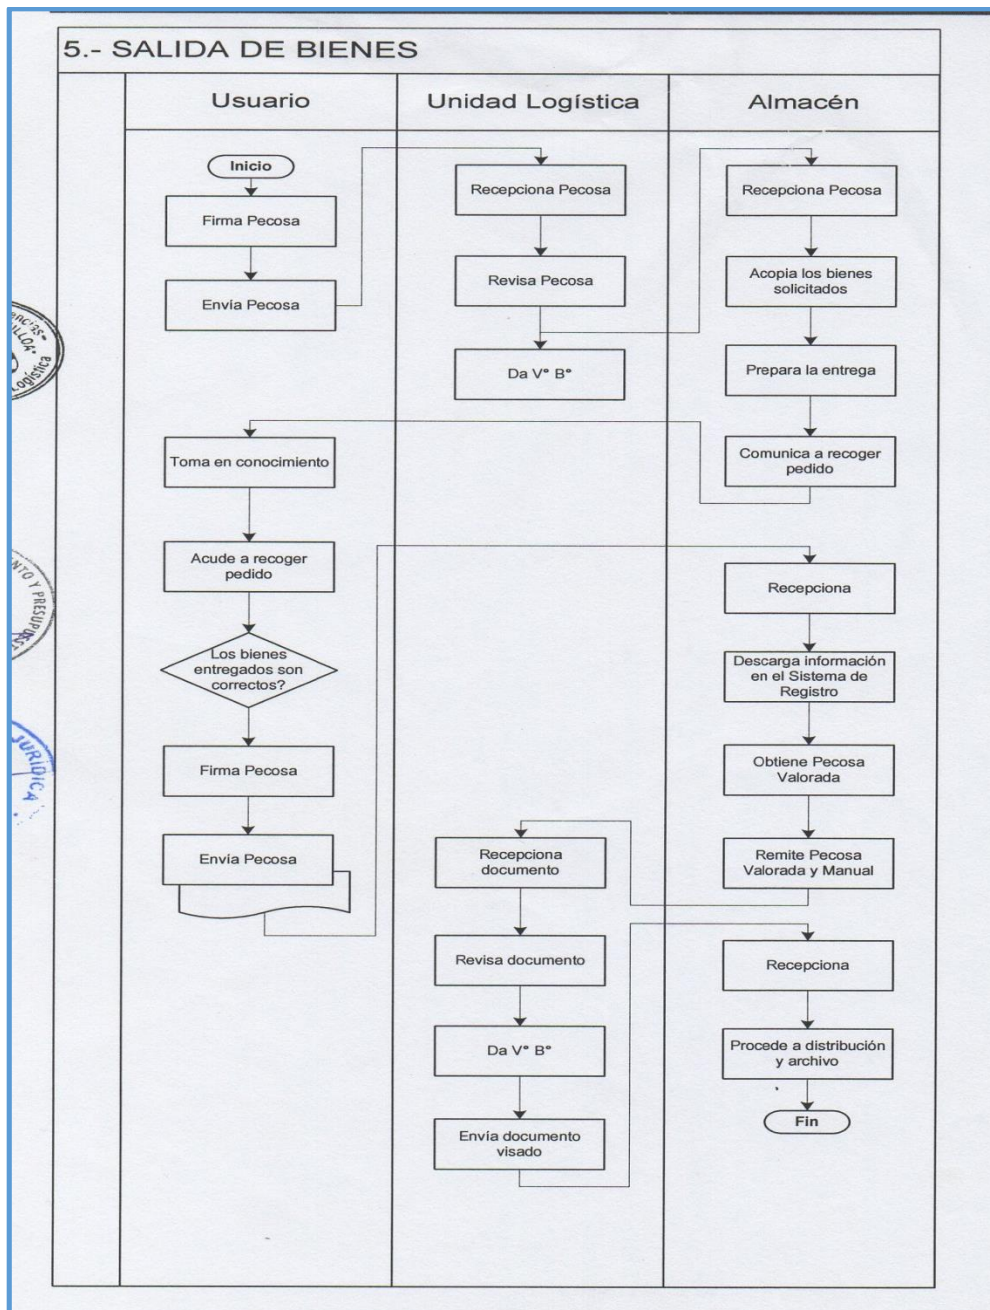 5.- SALIDA DE BIENES
Usuario
Unidad Logística
Almacén
Inicio
Firma Pecosa
Envía Pecosa
Recepciona Pecosa
Revisa Pecosa
Da V° B°
Recepciona Pecosa
Acopia los bienes
solicitados
Prepara la entrega
Comunica a recoger
pedido
Toma en conocimiento
Acude a recoger
pedido
Los bienes
entregados son
correctos?
Firma Pecosa
Envía Pecosa
Recepciona
Descarga información
en el Sistema de
Registro
Obtiene Pecosa
Valorada
Remite Pecosa
Valorada y Manual
Recepciona
documento
Revisa documento
Da V° B°
Envía documento
visado
Recepciona
Procede a distribución
y archivo
Fin
JURIDICA